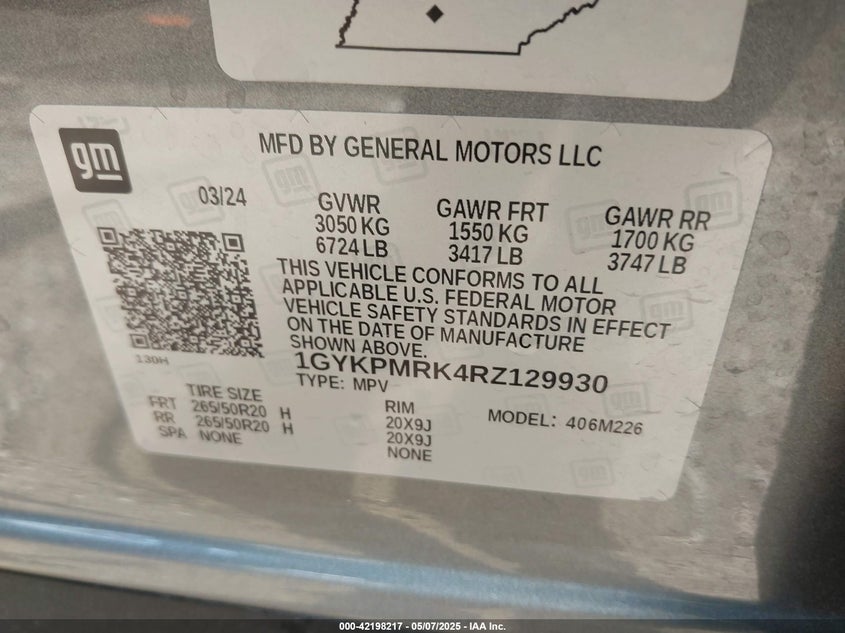 gm
MFD BY GENERAL MOTORS LLC
03/24
GVWR
3050 KG
6724 LB
GAWR FRT
1550 KG
3417 LB
GAWR RR
1700 KG
3747 LB
THIS VEHICLE CONFORMS TO ALL
APPLICABLE U.S. FEDERAL MOTOR
VEHICLE SAFETY STANDARDS IN EFFECT
ON THE DATE OF MANUFACTURE
SHOWN ABOVE.
130H
1GYKPMRK4RZ129930
TYPE: MPV
TIRE SIZE
FRT 265/50R20 H
RR 265/50R20 H
SPA NONE
RIM
20X9J
20X9J
NONE
MODEL: 406M226
000-42198217 - 05/07/2025 - IAA Inc.